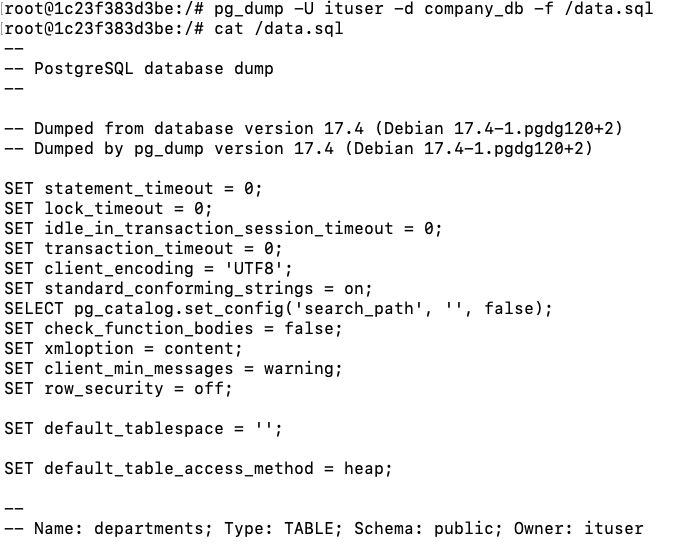 [root@1c23f383d3be:/# pg_dump -U ituser -d company_db -f /data.sql
[root@1c23f383d3be:/# cat /data.sql
--
-- PostgreSQL database dump
--
-- Dumped from database version 17.4 (Debian 17.4-1.pgdg120+2)
-- Dumped by pg_dump version 17.4 (Debian 17.4-1.pgdg120+2)
SET statement_timeout = 0;
SET lock_timeout = 0;
SET idle_in_transaction_session_timeout = 0;
SET transaction_timeout = 0;
SET client_encoding = 'UTF8';
SET standard_conforming_strings = on;
SELECT pg_catalog.set_config('search_path', '', false);
SET check_function_bodies = false;
SET xmloption = content;
SET client_min_messages = warning;
SET row_security = off;
SET default_tablespace = '';
SET default_table_access_method = heap;
--
-- Name: departments; Type: TABLE; Schema: public; Owner: ituser